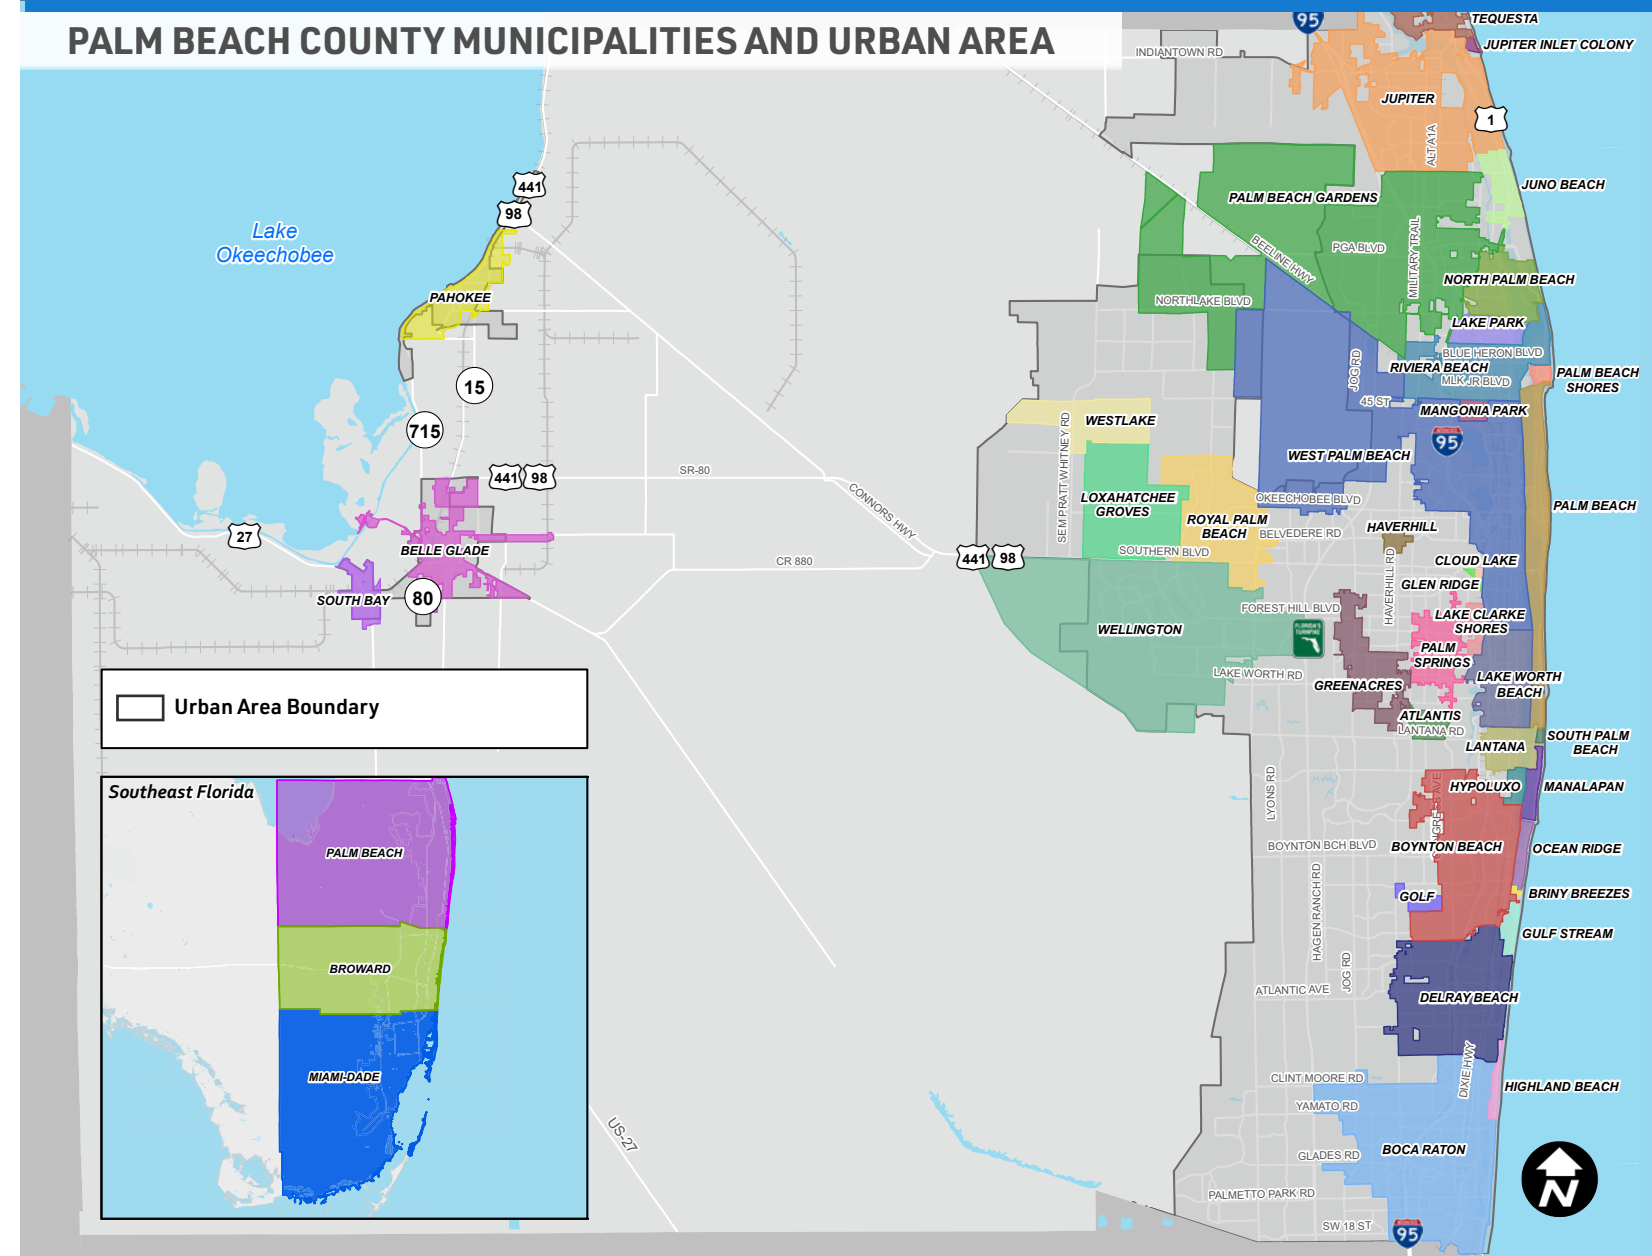 PALM BEACH COUNTY MUNICIPALITIES AND URBAN AREA
95
TEQUESTA
JUPITER INLET COLONY
INDIANTOWN RD
JUPITER
1
ALT A1A
441
98
JUNO BEACH
PALM BEACH GARDENS
Lake
Okeechobee
BEELINE HWY
PGA BLVD
MILITARY TRAIL
NORTH PALM BEACH
PAHOKEE
NORTHLAKE BLVD
LAKE PARK
BLUE HERON BLVD
RIVIERA BEACH
MLK JR BLVD
PALM BEACH
SHORES
JOG RD
15
45 ST
MANGONIA PARK
715
WESTLAKE
95
SEM PRATT WHITNEY RD
WEST PALM BEACH
441
98
SR-80
CONNORS HWY
LOXAHATCHEE
GROVES
OKEECHOBEE BLVD
PALM BEACH
ROYAL PALM
BEACH
BELVEDERE RD
HAVERHILL
27
BELLE GLADE
SOUTHERN BLVD
441
98
CR 880
CLOUD LAKE
GLEN RIDGE
HAVERHILL RD
SOUTH BAY
80
FOREST HILL BLVD
FLORIDA'S
TURNPIKE
WELLINGTON
LAKE CLARKE
SHORES
PALM
SPRINGS
LAKE WORTH RD
GREENACRES
LAKE WORTH
BEACH
ATLANTIS
LANTANA RD
Urban Area Boundary
LANTANA
SOUTH PALM
BEACH
Southeast Florida
LYONS RD
HYPOLUXO
MANALAPAN
PALM BEACH
BOYNTON BCH BLVD
BOYNTON BEACH
OCEAN RIDGE
HAGEN RANCH RD
GOLF
BRINY BREEZES
GULF STREAM
BROWARD
JOG RD
ATLANTIC AVE
DELRAY BEACH
MIAMI-DADE
CLINT MOORE RD
DIXIE HWY
HIGHLAND BEACH
YAMATO RD
US-27
GLADES RD
BOCA RATON
PALMETTO PARK RD
N
SW 18 ST
95